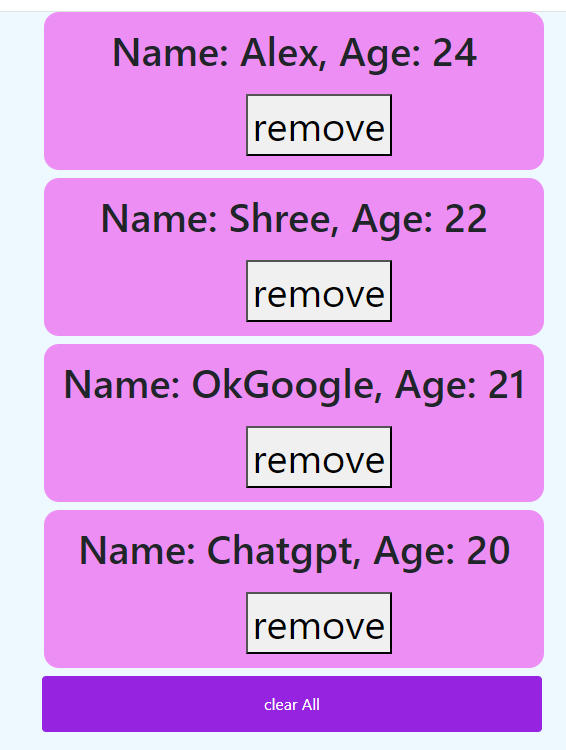 Name: Alex, Age: 24
remove
Name: Shree, Age: 22
remove
Name: OkGoogle, Age: 21
remove
Name: Chatgpt, Age: 20
remove
clear All